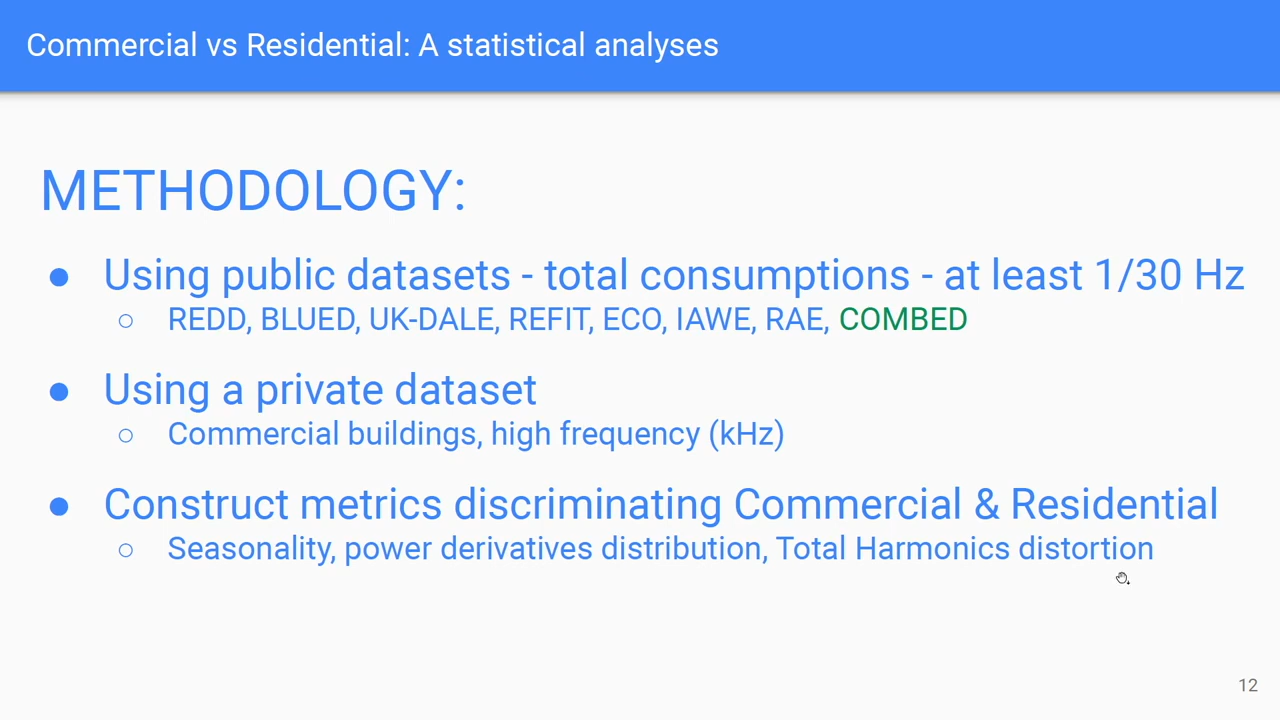 Commercial vs Residential: A statistical analyses
METHODOLOGY:
● Using public datasets - total consumptions - at least 1/30 Hz
○ REDD, BLUED, UK-DALE, REFIT, ECO, IAWE, RAE, COMBED
● Using a private dataset
○ Commercial buildings, high frequency (kHz)
● Construct metrics discriminating Commercial & Residential
○ Seasonality, power derivatives distribution, Total Harmonics distortion
12